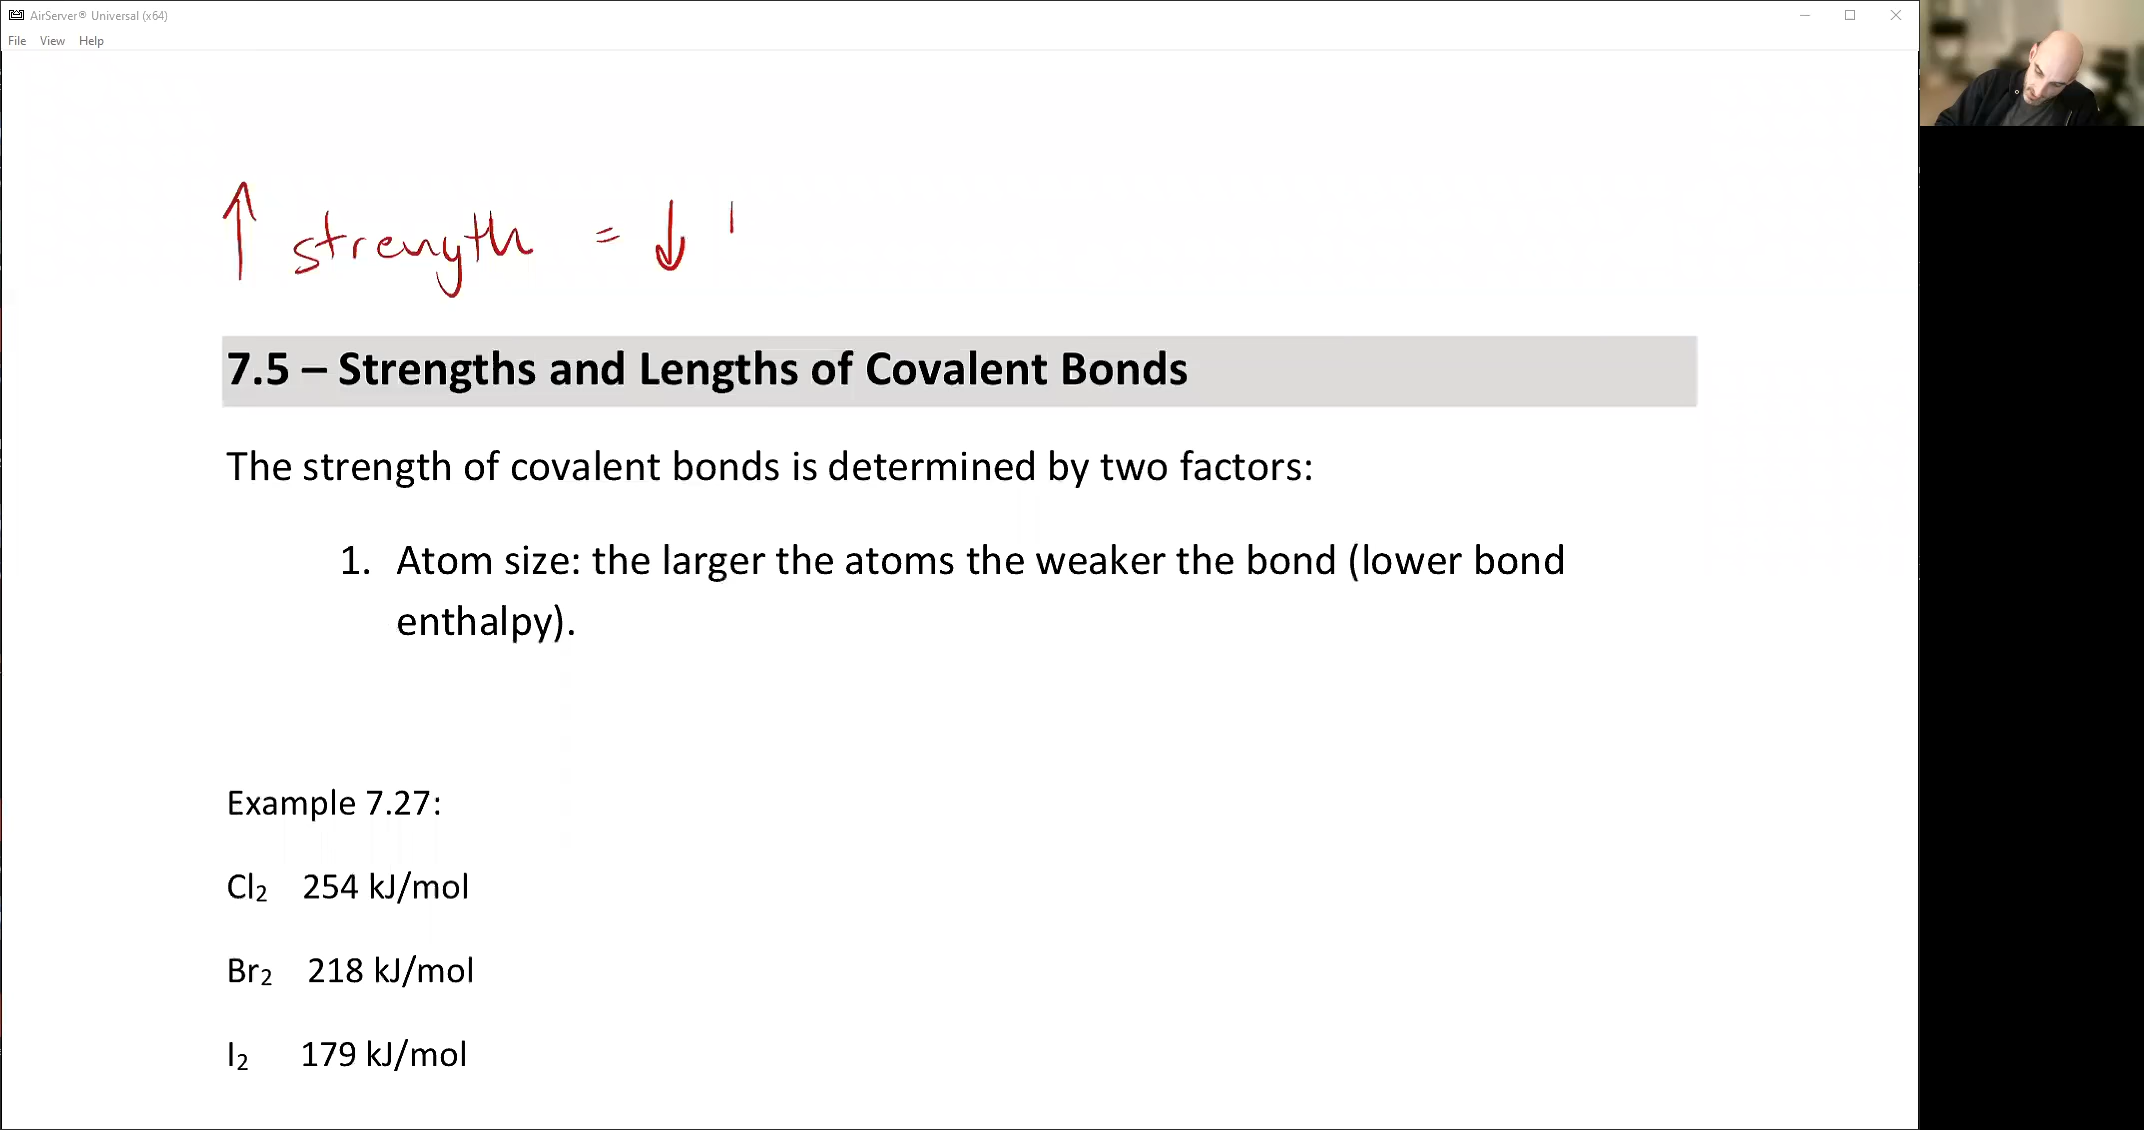 AirServer® Universal (x64)
File View Help
↑ strength = ↓ l
7.5 – Strengths and Lengths of Covalent Bonds
The strength of covalent bonds is determined by two factors:
1. Atom size: the larger the atoms the weaker the bond (lower bond
enthalpy).
Example 7.27:
Cl₂ 254 kJ/mol
Br₂ 218 kJ/mol
I₂ 179 kJ/mol